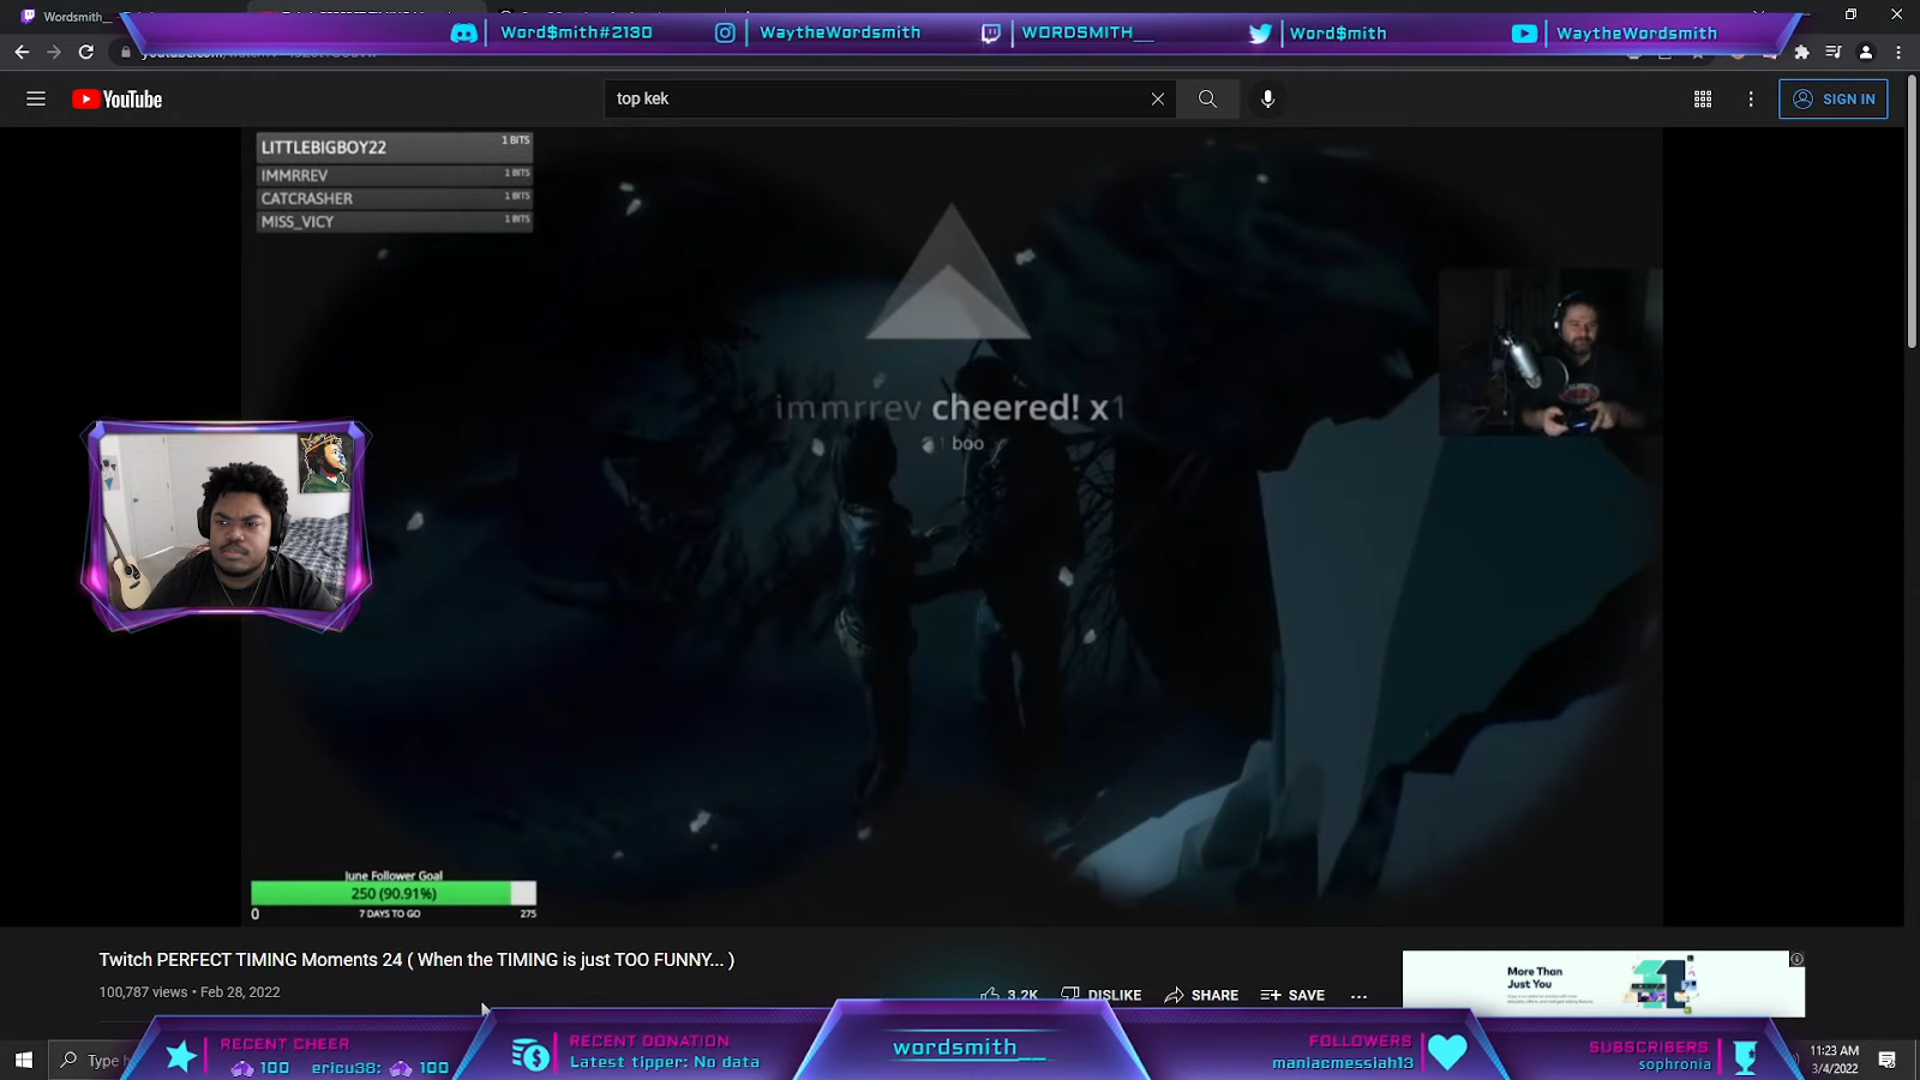 Wordsmith_
Word$mith#2130
WaytheWordsmith
WORDSMITH__
Word$mith
WaytheWordsmith
YouTube
top kek
SIGN IN
LITTLEBIGBOY22 1 BITS
IMMRREV 1 BITS
CATCRASHER 1 BITS
MISS_VICY 1 BITS
immrrev cheered! x1
1 boo
June Follower Goal
250 (90.91%)
0 7 DAYS TO GO 275
Twitch PERFECT TIMING Moments 24 ( When the TIMING is just TOO FUNNY... )
100,787 views • Feb 28, 2022
3.2K DISLIKE SHARE SAVE
More Than
Just You
RECENT CHEER
100 ericu38: 100
RECENT DONATION
Latest tipper: No data
wordsmith__
FOLLOWERS
maniacmessiah13
SUBSCRIBERS
sophronia
Type
11:23 AM
3/4/2022